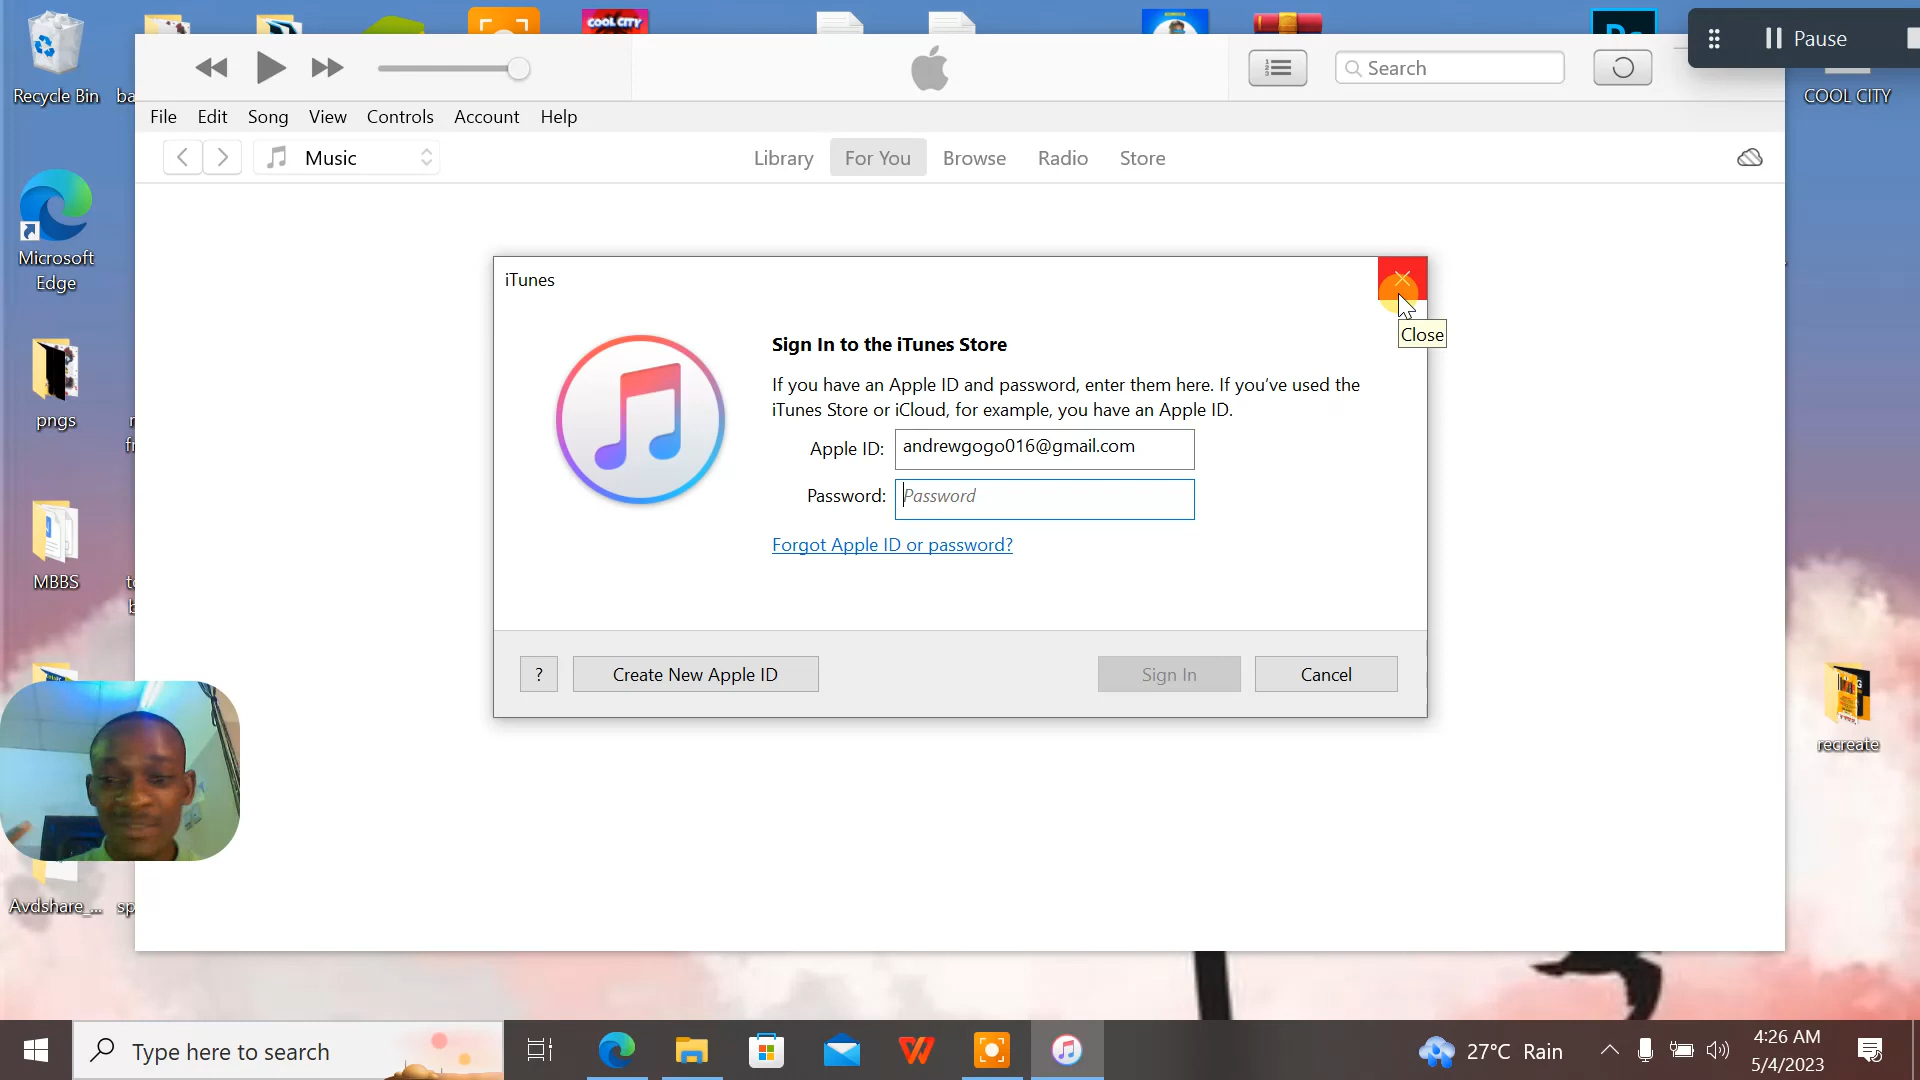 COOL CITY
Pause
Search
Recycle Bin
ba
COOL CITY
File Edit Song View Controls Account Help
Music
Library For You Browse Radio Store
Microsoft
Edge
iTunes
Close
Sign In to the iTunes Store
If you have an Apple ID and password, enter them here. If you've used the
iTunes Store or iCloud, for example, you have an Apple ID.
Apple ID: andrewgogo016@gmail.com
Password: Password
Forgot Apple ID or password?
pngs
MBBS
? Create New Apple ID Sign In Cancel
recreate
Avdshare_... sp
Type here to search
27°C Rain
4:26 AM
5/4/2023